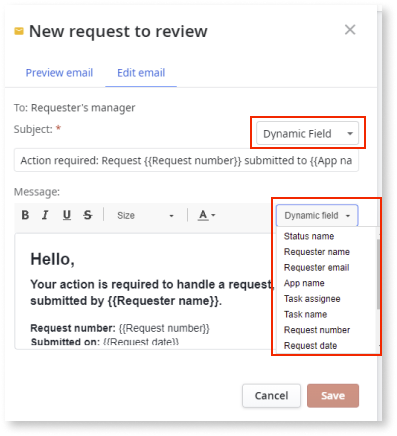 New request to review
Preview email
Edit email
To: Requester's manager
Subject: *
Dynamic Field
Action required: Request {{Request number}} submitted to {{App na
Message:
B I U S Size A Dynamic field
Status name
Requester name
Requester email
App name
Task assignee
Task name
Request number
Request date
Hello,
Your action is required to handle a request,
submitted by {{Requester name}}.
Request number: {{Request number}}
Submitted on: {{Request date}}
Cancel
Save